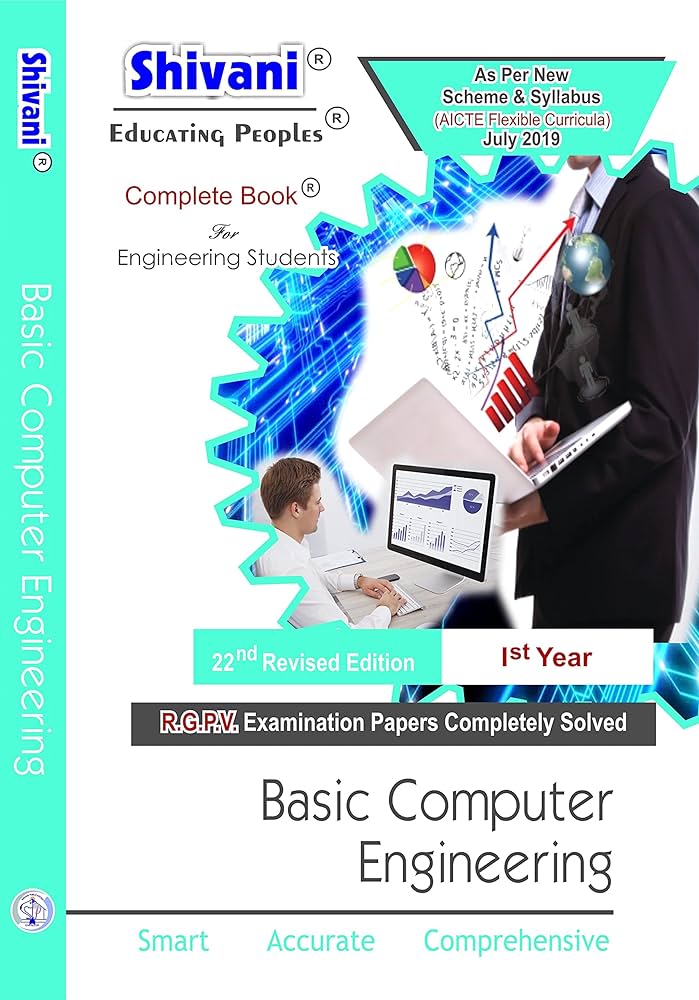 Shivani ®
Basic Computer Engineering
Shivani ®
Educating Peoples ®
Complete Book ®
For
Engineering Students
As Per New
Scheme & Syllabus
(AICTE Flexible Curricula)
July 2019
22nd Revised Edition
Ist Year
R.G.P.V. Examination Papers Completely Solved
Basic Computer
Engineering
Smart Accurate Comprehensive